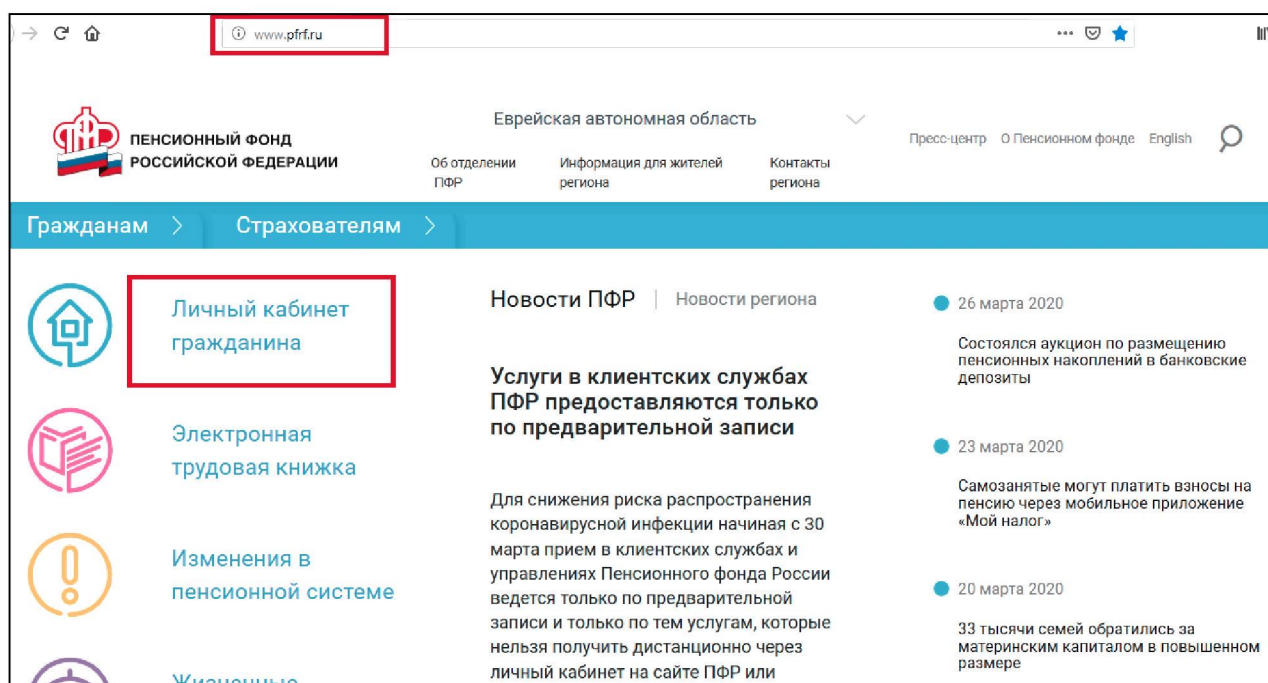 www.pfrf.ru
ПЕНСИОННЫЙ ФОНД
РОССИЙСКОЙ ФЕДЕРАЦИИ
Еврейская автономная область
Об отделении
ПФР
Информация для жителей
региона
Контакты
региона
Пресс-центр О Пенсионном фонде English
Гражданам
Страхователям
Личный кабинет
гражданина
Электронная
трудовая книжка
Изменения в
пенсионной системе
Жизненные
Новости ПФР | Новости региона
Услуги в клиентских службах
ПФР предоставляются только
по предварительной записи
Для снижения риска распространения
коронавирусной инфекции начиная с 30
марта прием в клиентских службах и
управлениях Пенсионного фонда России
ведется только по предварительной
записи и только по тем услугам, которые
нельзя получить дистанционно через
личный кабинет на сайте ПФР или
26 марта 2020
Состоялся аукцион по размещению
пенсионных накоплений в банковские
депозиты
23 марта 2020
Самозанятые могут платить взносы на
пенсию через мобильное приложение
«Мой налог»
20 марта 2020
33 тысячи семей обратились за
материнским капиталом в повышенном
размере